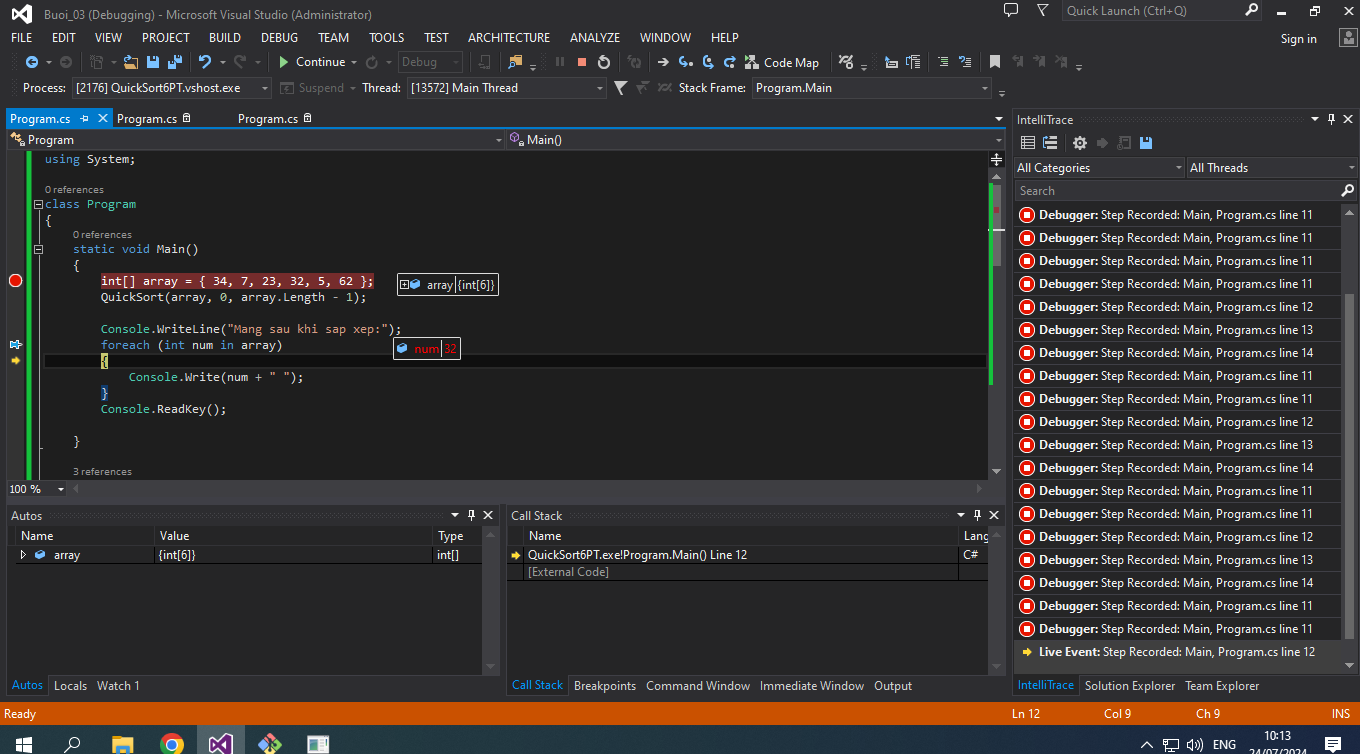 Buoi_03 (Debugging) - Microsoft Visual Studio (Administrator)
Quick Launch (Ctrl+Q)
FILE EDIT VIEW PROJECT BUILD DEBUG TEAM TOOLS TEST ARCHITECTURE ANALYZE WINDOW HELP
Sign in
Continue Debug Code Map
Process: [2176] QuickSort6PT.vshost.exe Suspend Thread: [13572] Main Thread Stack Frame: Program.Main
Program.cs Program.cs Program.cs
Program Main()
using System;
0 references
class Program
{
0 references
static void Main()
{
int[] array = { 34, 7, 23, 32, 5, 62 };
array {int[6]}
QuickSort(array, 0, array.Length - 1);
Console.WriteLine("Mang sau khi sap xep:");
foreach (int num in array)
num 32
{
Console.Write(num + " ");
}
Console.ReadKey();
}
3 references
100 %
Autos
Name Value Type
array {int[6]} int[]
Autos Locals Watch 1
Call Stack
Name Lang
QuickSort6PT.exe!Program.Main() Line 12 C#
[External Code]
Call Stack Breakpoints Command Window Immediate Window Output
IntelliTrace
All Categories All Threads
Search
Debugger: Step Recorded: Main, Program.cs line 11
Debugger: Step Recorded: Main, Program.cs line 11
Debugger: Step Recorded: Main, Program.cs line 11
Debugger: Step Recorded: Main, Program.cs line 11
Debugger: Step Recorded: Main, Program.cs line 12
Debugger: Step Recorded: Main, Program.cs line 13
Debugger: Step Recorded: Main, Program.cs line 14
Debugger: Step Recorded: Main, Program.cs line 11
Debugger: Step Recorded: Main, Program.cs line 11
Debugger: Step Recorded: Main, Program.cs line 12
Debugger: Step Recorded: Main, Program.cs line 13
Debugger: Step Recorded: Main, Program.cs line 14
Debugger: Step Recorded: Main, Program.cs line 11
Debugger: Step Recorded: Main, Program.cs line 11
Debugger: Step Recorded: Main, Program.cs line 12
Debugger: Step Recorded: Main, Program.cs line 13
Debugger: Step Recorded: Main, Program.cs line 14
Debugger: Step Recorded: Main, Program.cs line 11
Debugger: Step Recorded: Main, Program.cs line 11
Live Event: Step Recorded: Main, Program.cs line 12
IntelliTrace Solution Explorer Team Explorer
Ready Ln 12 Col 9 Ch 9 INS
ENG
10:13
24/07/2024